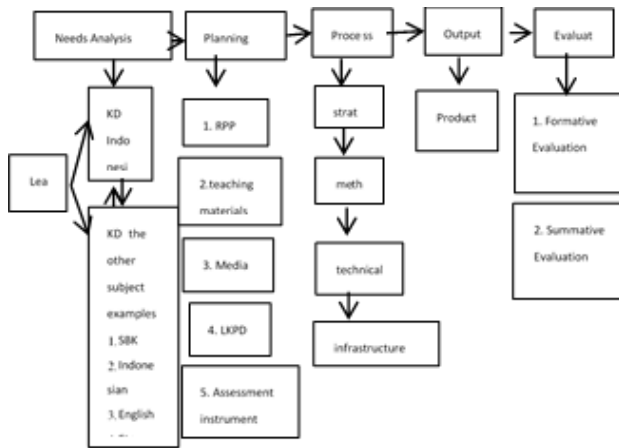 Needs Analysis
Planning
Process
Output
Evaluat
KD
Indo
nesi
Lea
KD the
other
subject
examples
1. SBK
2. Indone
sian
3. English
1. RPP
2.teaching
materials
3. Media
4. LKPD
5. Assessment
instrument
strat
meth
technical
infrastructure
Product
1. Formative
Evaluation
2. Summative
Evaluation